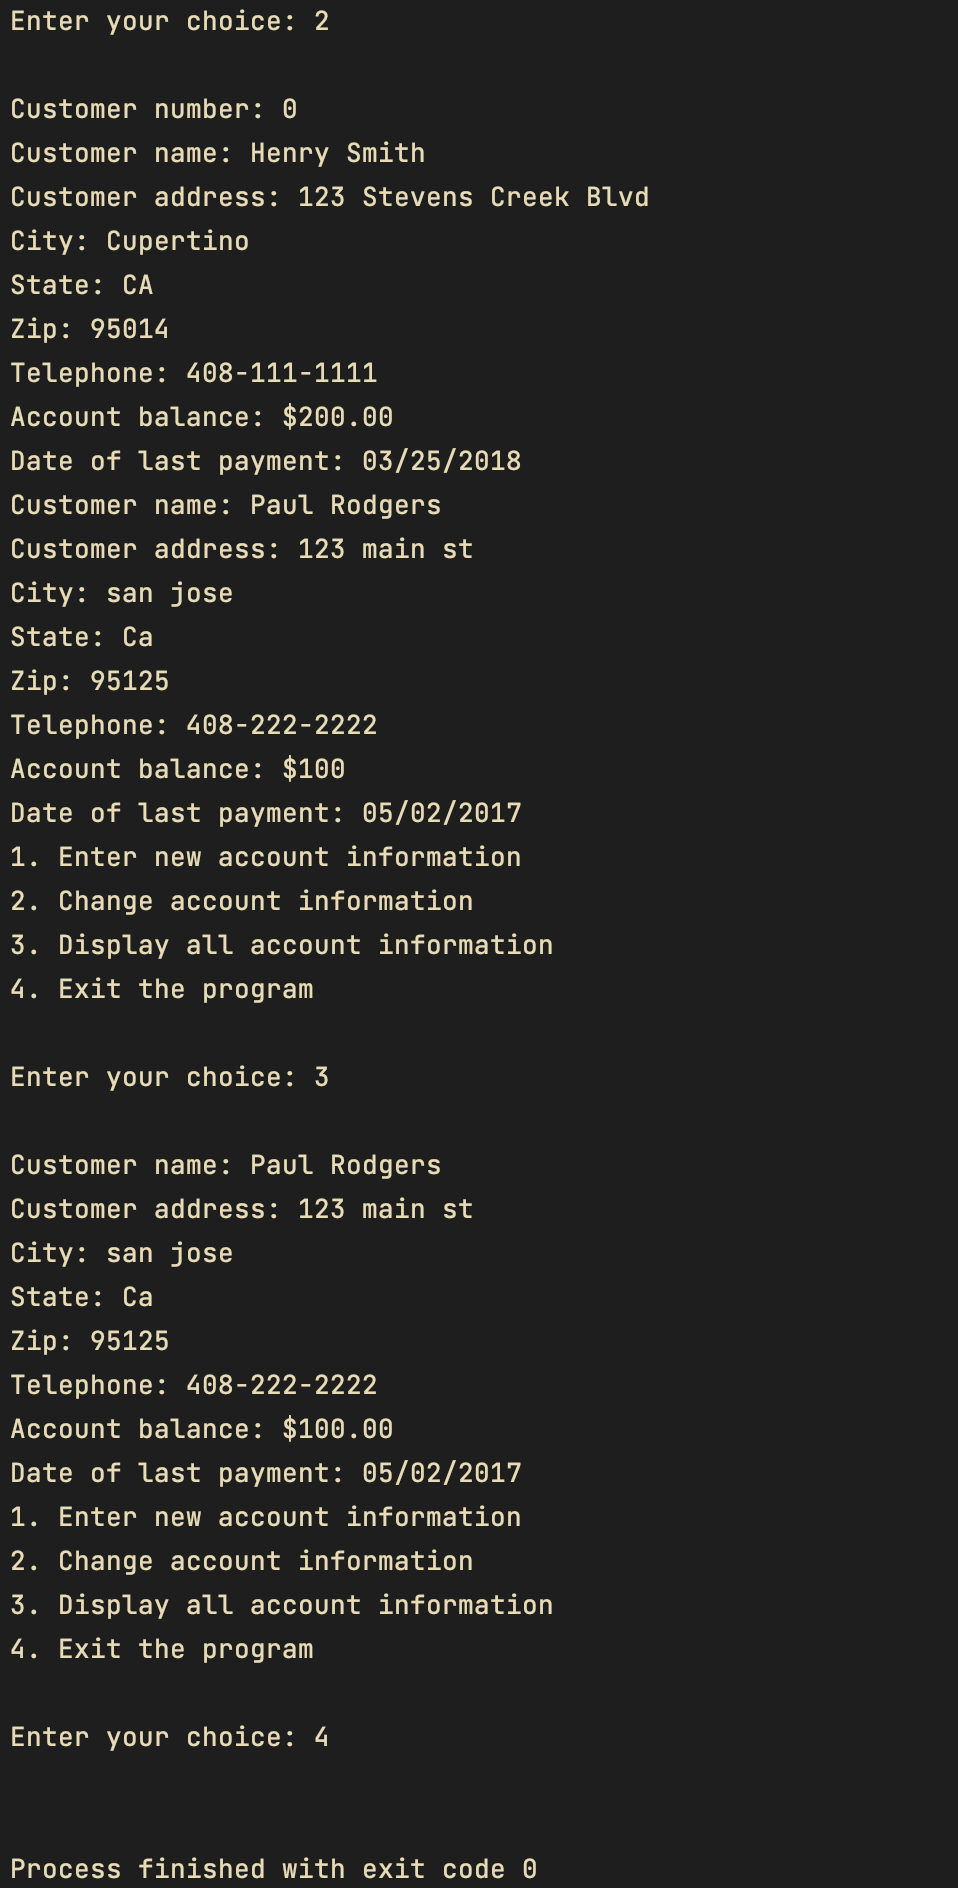 Enter your choice: 2
Customer number: 0
Customer name: Henry Smith
Customer address: 123 Stevens Creek Blvd
City: Cupertino
State: CA
Zip: 95014
Telephone: 408-111-1111
Account balance: $200.00
Date of last payment: 03/25/2018
Customer name: Paul Rodgers
Customer address: 123 main st
City: san jose
State: Ca
Zip: 95125
Telephone: 408-222-2222
Account balance: $100
Date of last payment: 05/02/2017
1. Enter new account information
2. Change account information
3. Display all account information
4. Exit the program
Enter your choice: 3
Customer name: Paul Rodgers
Customer address: 123 main st
City: san jose
State: Ca
Zip: 95125
Telephone: 408-222-2222
Account balance: $100.00
Date of last payment: 05/02/2017
1. Enter new account information
2. Change account information
3. Display all account information
4. Exit the program
Enter your choice: 4
Process finished with exit code 0